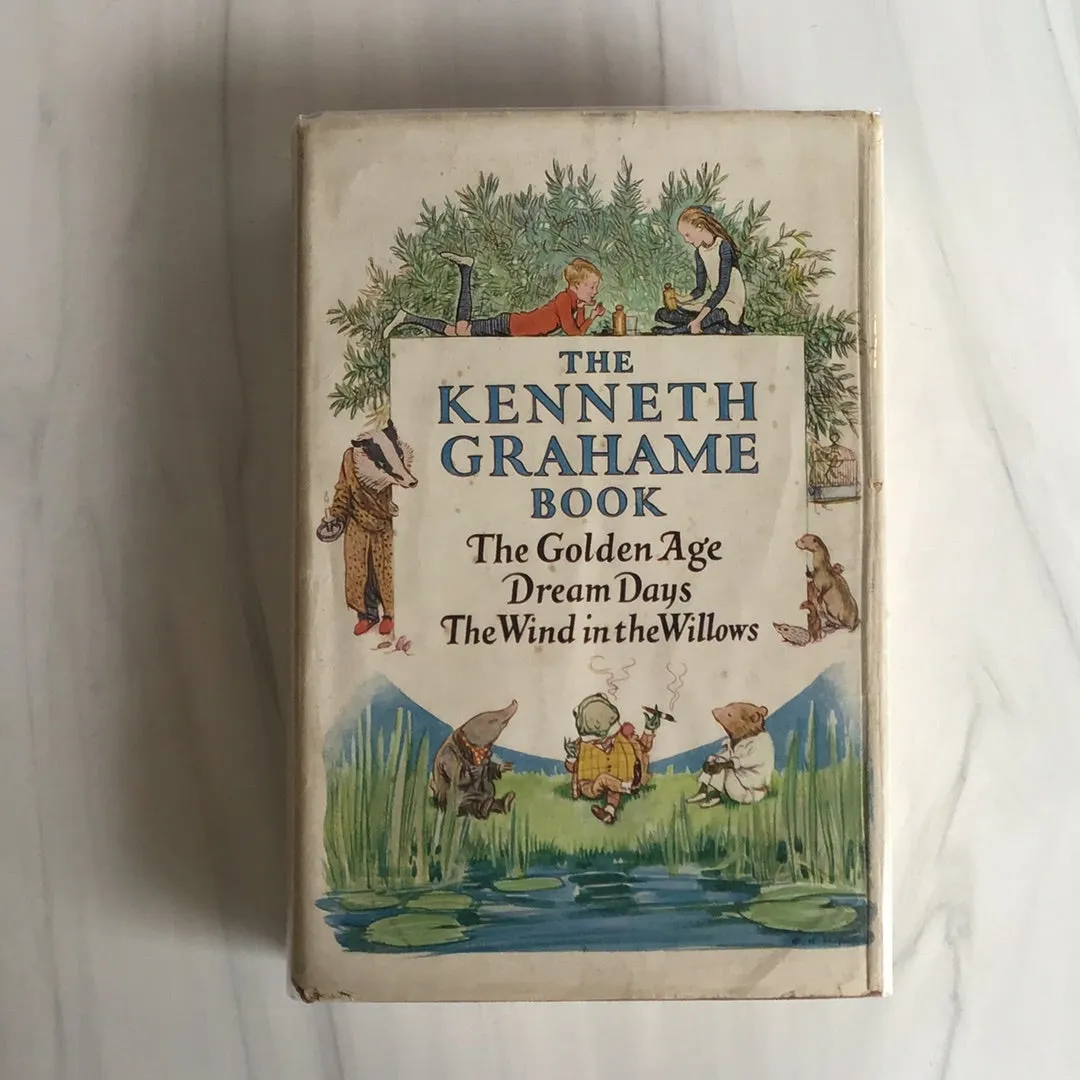 THE
KENNETH
GRAHAME
BOOK
The Golden Age
Dream Days
The Wind in the Willows